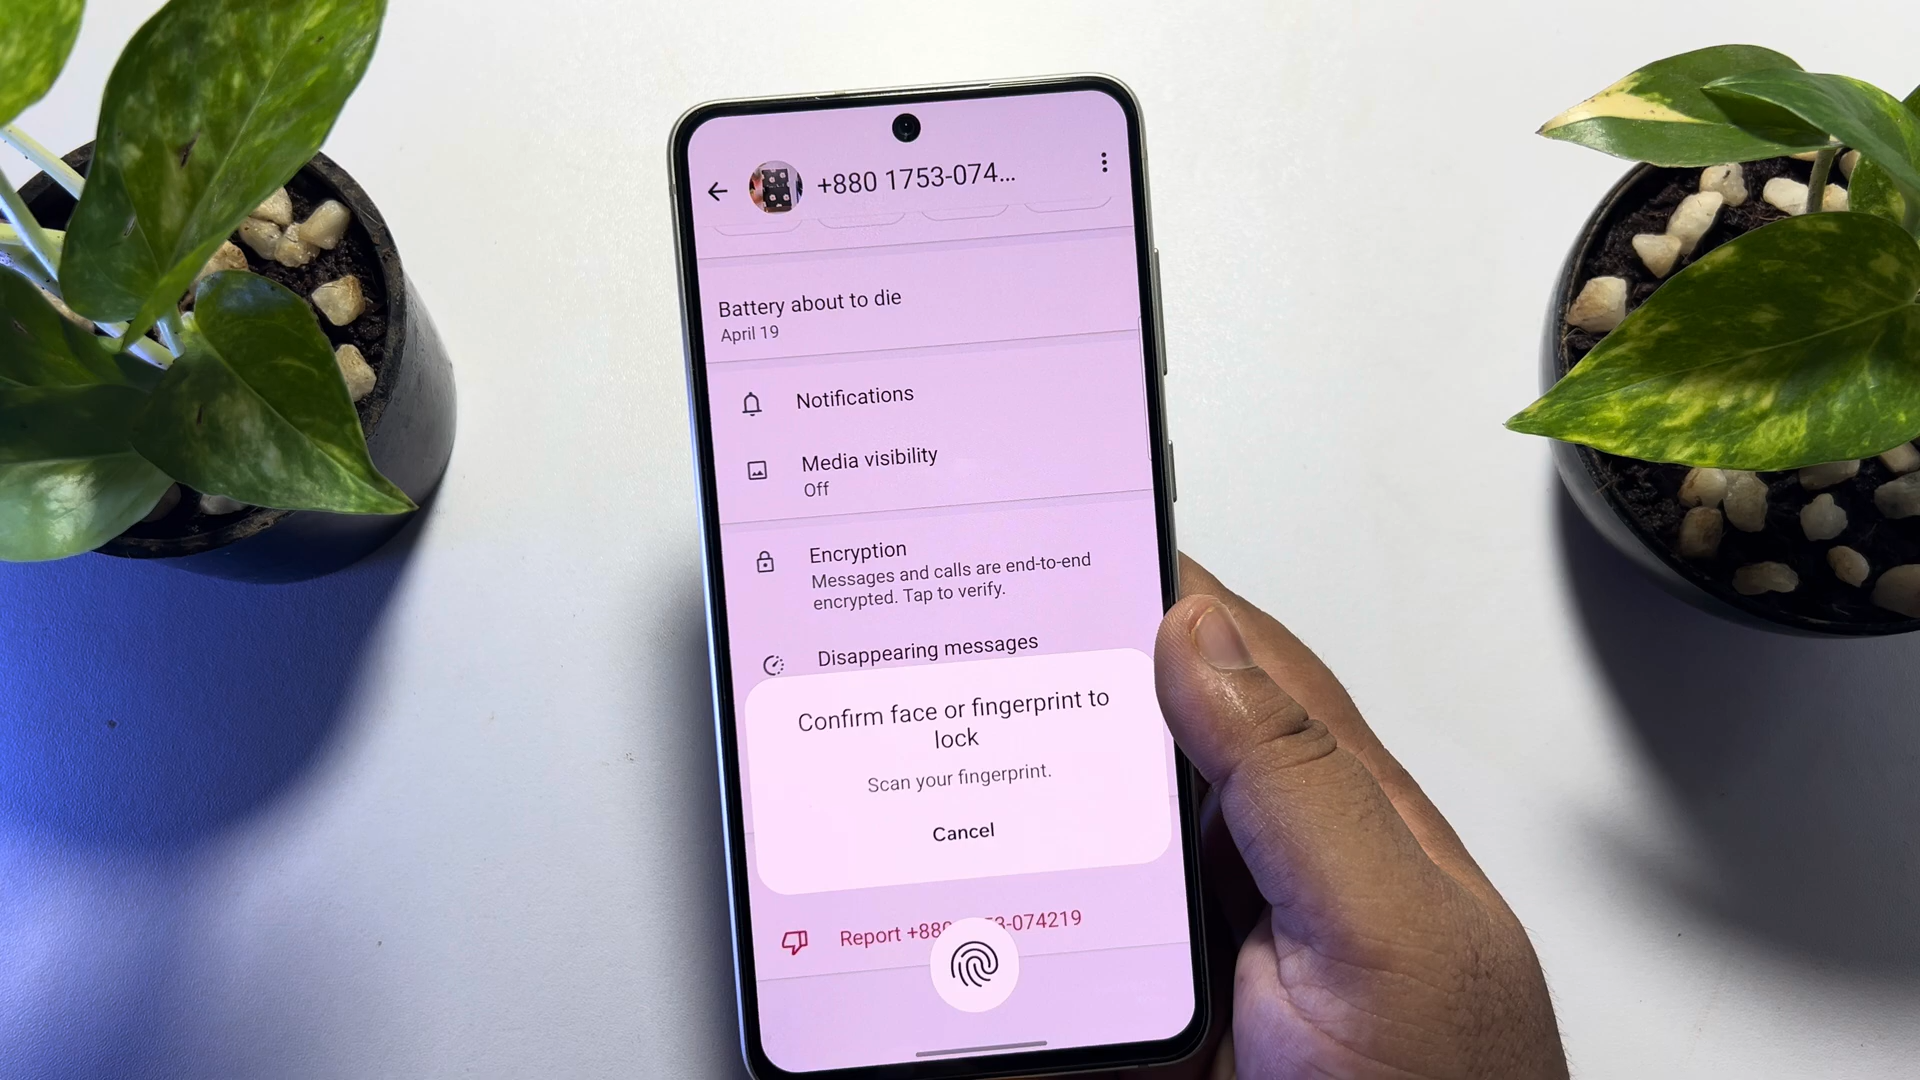 +880 1753-074...
Battery about to die
April 19
Notifications
Media visibility
Off
Encryption
Messages and calls are end-to-end
encrypted. Tap to verify.
Disappearing messages
Confirm face or fingerprint to
lock
Scan your fingerprint.
Cancel
Report +880 53-074219